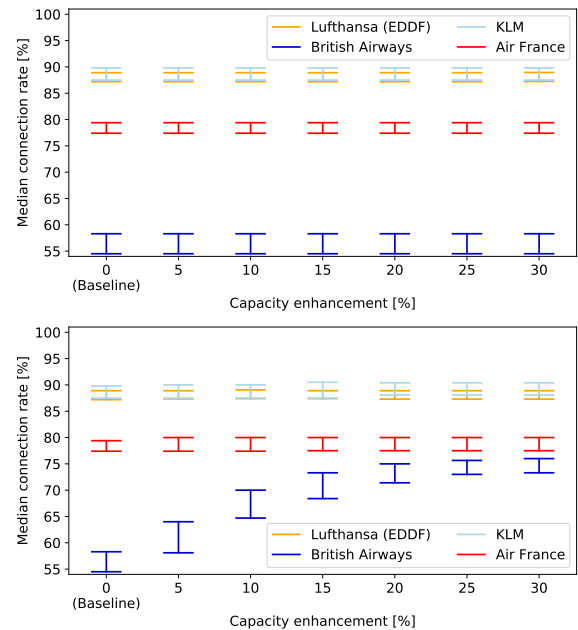 100
95
90
85
80
75
70
65
60
55
Median connection rate [%]
Lufthansa (EDDF)
British Airways
KLM
Air France
0 5 10 15 20 25 30
(Baseline)
Capacity enhancement [%]
100
95
90
85
80
75
70
65
60
55
Median connection rate [%]
Lufthansa (EDDF)
British Airways
KLM
Air France
0 5 10 15 20 25 30
(Baseline)
Capacity enhancement [%]